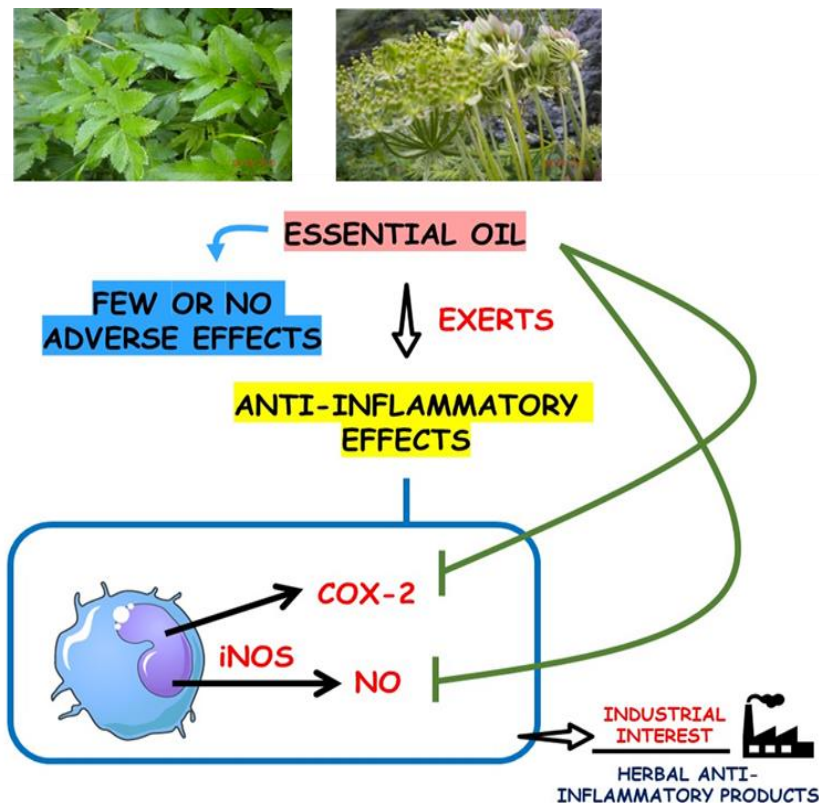 ESSENTIAL OIL
FEW OR NO
ADVERSE EFFECTS
EXERTS
ANTI-INFLAMMATORY
EFFECTS
COX-2
iNOS
NO
INDUSTRIAL
INTEREST
HERBAL ANTI-
INFLAMMATORY PRODUCTS